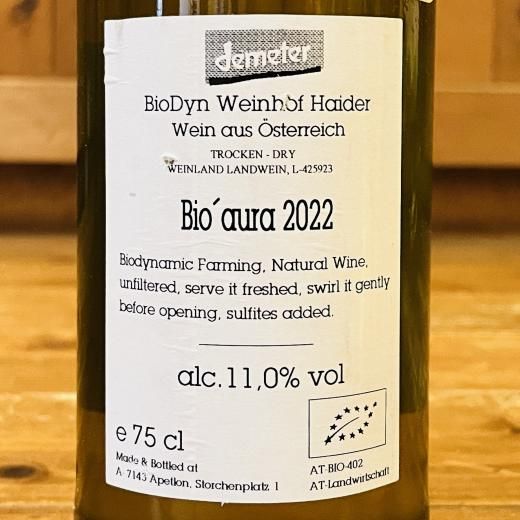 demeter
BioDyn Weinhof Haider
Wein aus Österreich
TROCKEN - DRY
WEINLAND LANDWEIN, L-425923
Bio´aura 2022
Biodynamic Farming, Natural Wine,
unfiltered, serve it freshed, swirl it gently
before opening, sulfites added.
alc.11,0% vol
e 75 cl
Made & Bottled at
A- 7143 Apetlon, Storchenplatz 1
AT-BIO-402
AT-Landwirtschaft